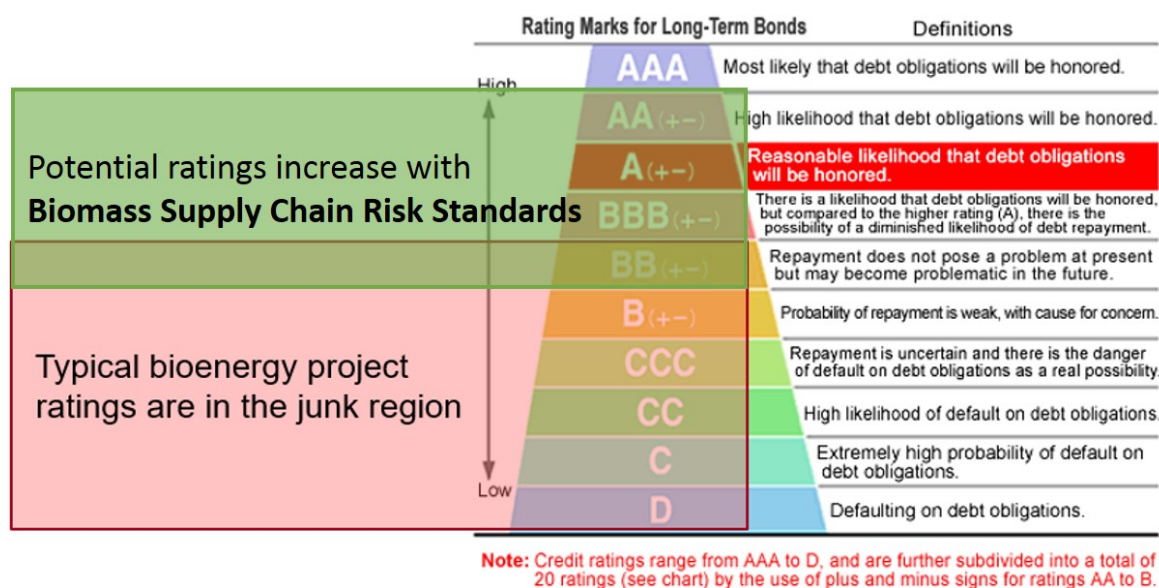 Rating Marks for Long-Term Bonds Definitions
High
AAA Most likely that debt obligations will be honored.
AA(+−) High likelihood that debt obligations will be honored.
A(+−) Reasonable likelihood that debt obligations
will be honored.
BBB(+−) There is a likelihood that debt obligations will be honored,
but compared to the higher rating (A), there is the
possibility of a diminished likelihood of debt repayment.
BB(+−) Repayment does not pose a problem at present
but may become problematic in the future.
B(+−) Probability of repayment is weak, with cause for concern.
CCC Repayment is uncertain and there is the danger
of default on debt obligations as a real possibility.
CC High likelihood of default on debt obligations.
C Extremely high probability of default on
debt obligations.
Low
D Defaulting on debt obligations.
Potential ratings increase with
Biomass Supply Chain Risk Standards
Typical bioenergy project
ratings are in the junk region
Note: Credit ratings range from AAA to D, and are further subdivided into a total of
20 ratings (see chart) by the use of plus and minus signs for ratings AA to B.